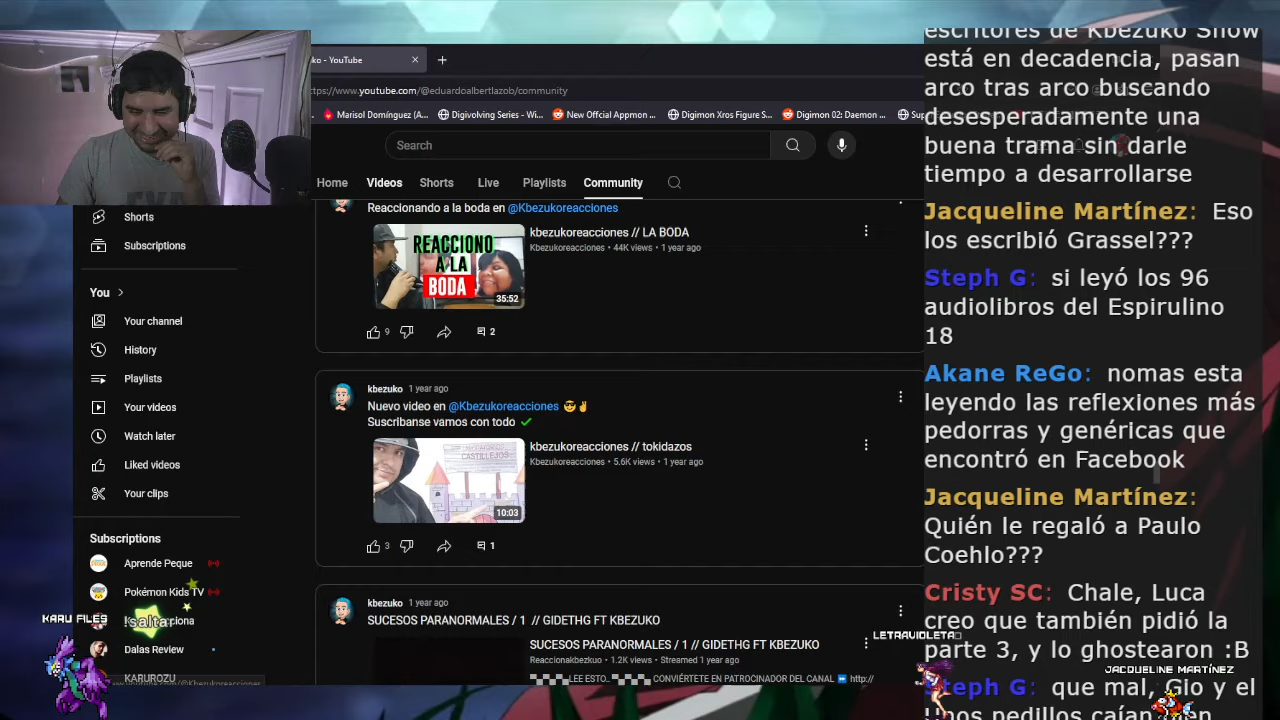 ko - YouTube
ttps://www.youtube.com/@eduardoalbertlazob/community
Marisol Domínguez (A...
Digivolving Series - Wi...
New Offcial Appmon ...
Digimon Xros Figure S...
Digimon 02: Daemon ...
Search
Home
Videos
Shorts
Live
Playlists
Community
Shorts
Subscriptions
You
Your channel
History
Playlists
Your videos
Watch later
Liked videos
Your clips
Subscriptions
Aprende Peque
Pokémon Kids TV
!salta
Dalas Review
KARUROZU
KARU FILES
Reaccionando a la boda en @Kbezukoreacciones
REACCIONO
A LA
BODA
35:52
kbezukoreacciones // LA BODA
Kbezukoreacciones • 44K views • 1 year ago
9
2
kbezuko 1 year ago
Nuevo video en @Kbezukoreacciones 😎✌
Suscribanse vamos con todo ✔
CASTILLEJOS
10:03
kbezukoreacciones // tokidazos
Kbezukoreacciones • 5.6K views • 1 year ago
3
1
kbezuko 1 year ago
SUCESOS PARANORMALES / 1 // GIDETHG FT KBEZUKO
SUCESOS PARANORMALES / 1 // GIDETHG FT KBEZUKO
Reaccionakbezkuo • 1.2K views • Streamed 1 year ago
LEE ESTO.. CONVIÉRTETE EN PATROCINADOR DEL CANAL ⏩ http://
escritores de Kbezuko Show
está en decadencia, pasan
arco tras arco buscando
desesperadamente una
buena trama sin darle
tiempo a desarrollarse
Jacqueline Martínez: Eso
los escribió Grassel???
Steph G: si leyó los 96
audiolibros del Espirulino
18
Akane ReGo: nomas esta
leyendo las reflexiones más
pedorras y genéricas que
encontró en Facebook
Jacqueline Martínez:
Quién le regaló a Paulo
Coehlo???
Cristy SC: Chale, Luca
creo que también pidió la
parte 3, y lo ghostearon :B
Steph G: que mal, Gio y el
LETRAVIOLETA
JACQUELINE MARTÍNEZ